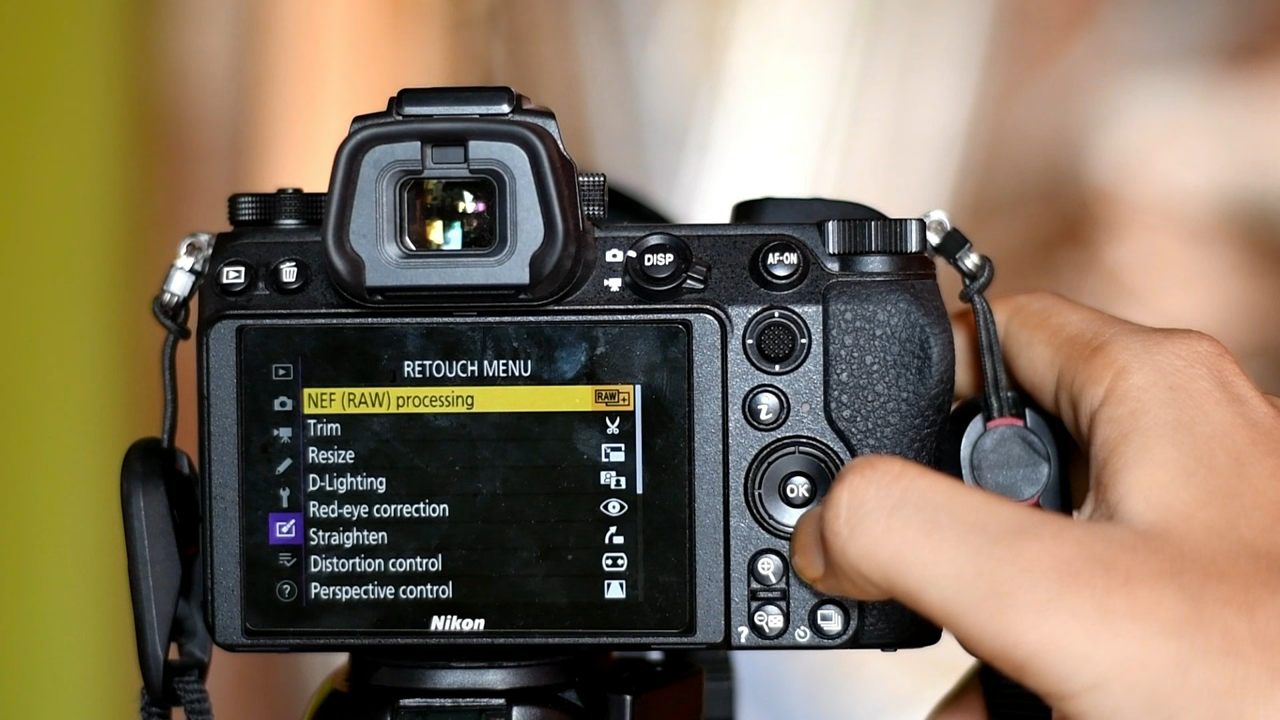 DISP
AF-ON
RETOUCH MENU
NEF (RAW) processing
RAW+
Trim
Resize
D-Lighting
Red-eye correction
Straighten
Distortion control
Perspective control
i
OK
?
?
Nikon